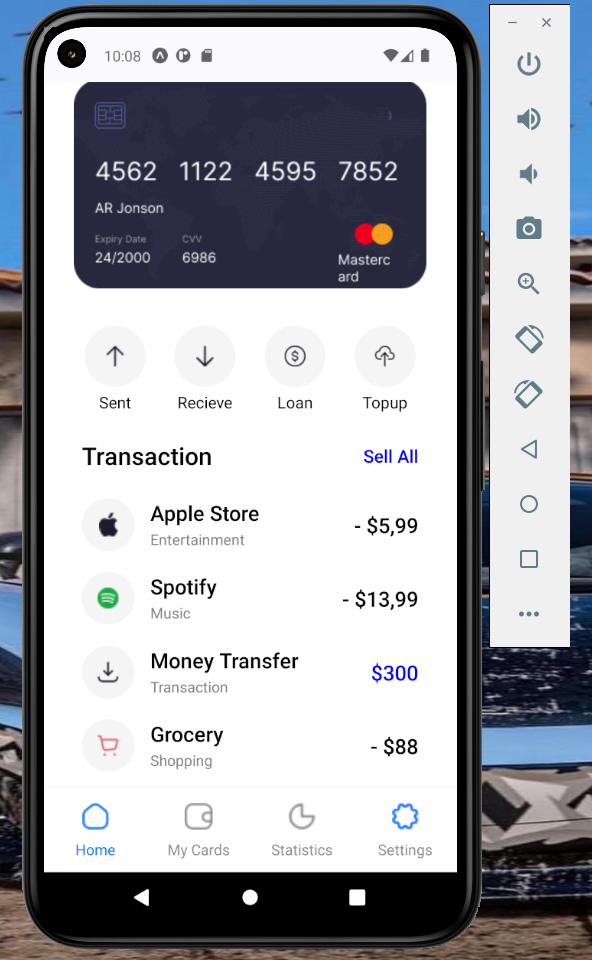 10:08
4562 1122 4595 7852
AR Jonson
Expiry Date CVV
24/2000 6986
Masterc
ard
Sent Recieve Loan Topup
Transaction Sell All
Apple Store
Entertainment
- $5,99
Spotify
Music
- $13,99
Money Transfer
Transaction
$300
Grocery
Shopping
- $88
Home My Cards Statistics Settings